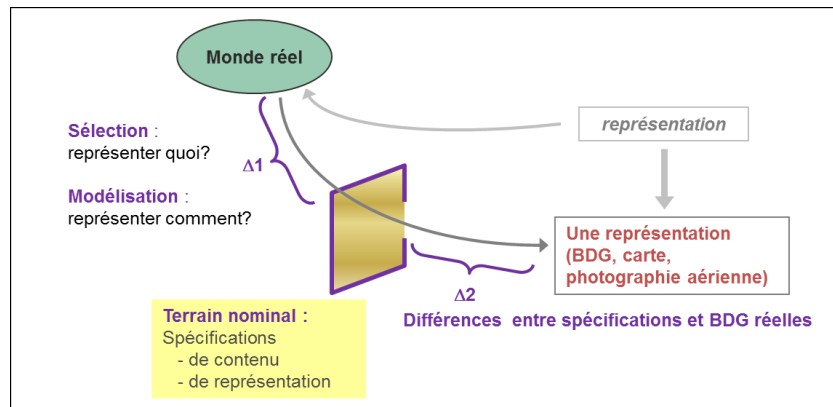 Monde réel
Sélection :
représenter quoi?
Δ1
représentation
Modélisation :
représenter comment?
Une représentation
(BDG, carte,
photographie aérienne)
Δ2
Différences entre spécifications et BDG réelles
Terrain nominal :
Spécifications
- de contenu
- de représentation